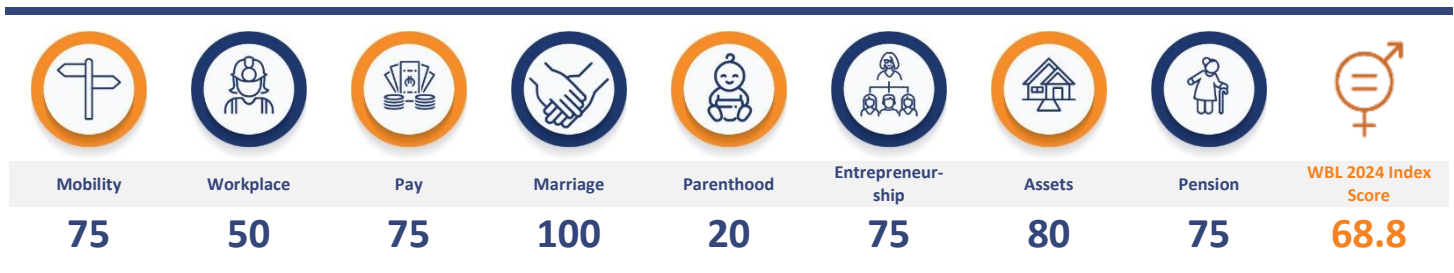 Mobility
Workplace
Pay
Marriage
Parenthood
Entrepreneur-
ship
Assets
Pension
WBL 2024 Index
Score
75
50
75
100
20
75
80
75
68.8